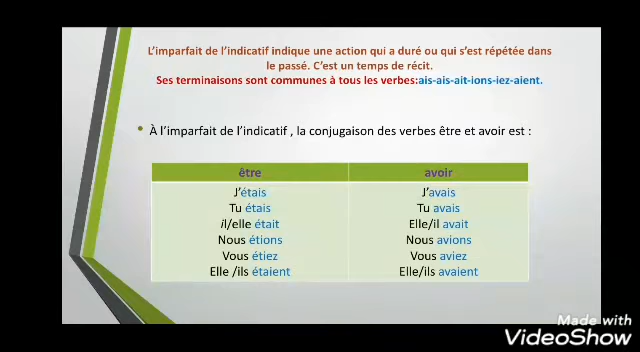 L'imparfait de l'indicatif indique une action qui a duré ou qui s'est répétée dans
le passé. C'est un temps de récit.
Ses terminaisons sont communes à tous les verbes:ais-ais-ait-ions-iez-aient.
• À l'imparfait de l'indicatif , la conjugaison des verbes être et avoir est :
être avoir
J'étais J'avais
Tu étais Tu avais
il/elle était Elle/il avait
Nous étions Nous avions
Vous étiez Vous aviez
Elle /ils étaient Elle/ils avaient
Made with
VideoShow